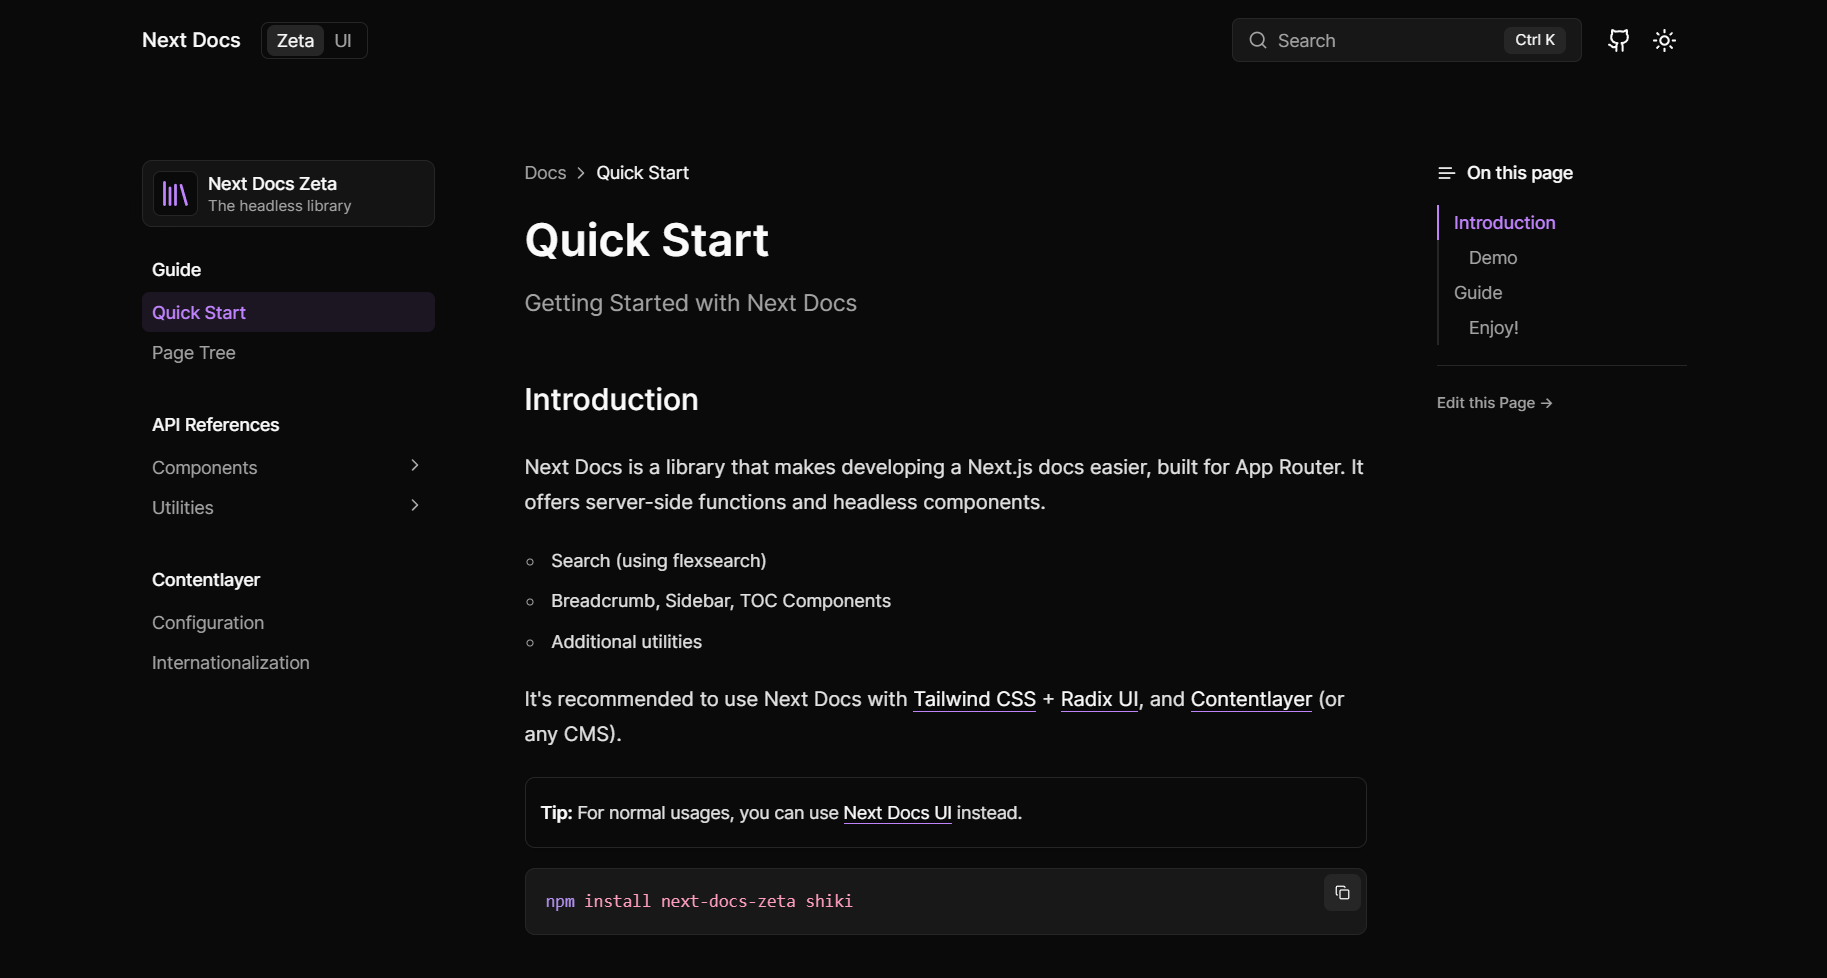 Next Docs
Zeta UI
Search
Ctrl K
Next Docs Zeta
The headless library
Guide
Quick Start
Page Tree
API References
Components
Utilities
Contentlayer
Configuration
Internationalization
Docs > Quick Start
Quick Start
Getting Started with Next Docs
Introduction
Next Docs is a library that makes developing a Next.js docs easier, built for App Router. It
offers server-side functions and headless components.
Search (using flexsearch)
Breadcrumb, Sidebar, TOC Components
Additional utilities
It's recommended to use Next Docs with Tailwind CSS + Radix UI, and Contentlayer (or
any CMS).
Tip: For normal usages, you can use Next Docs UI instead.
npm install next-docs-zeta shiki
On this page
Introduction
Demo
Guide
Enjoy!
Edit this Page →